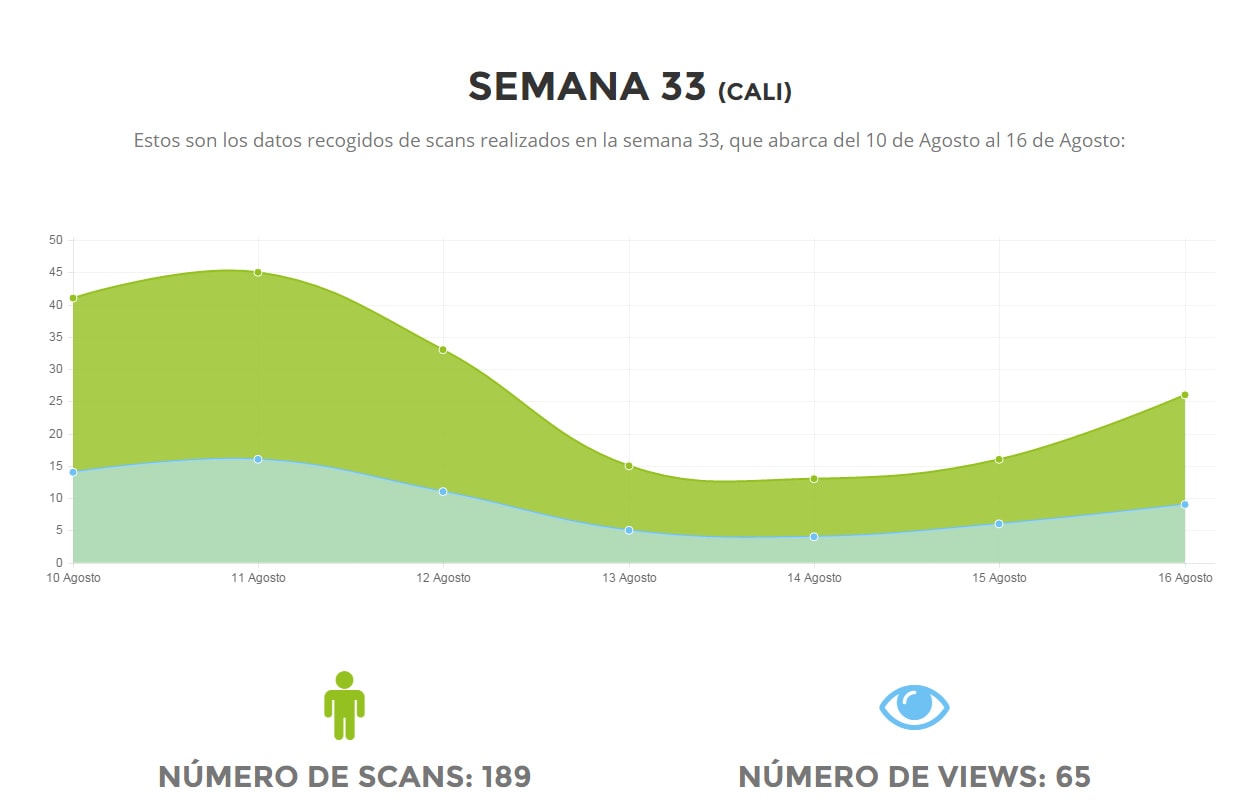 SEMANA 33 (CALI)
Estos son los datos recogidos de scans realizados en la semana 33, que abarca del 10 de Agosto al 16 de Agosto:
50
45
40
35
30
25
20
15
10
5
0
10 Agosto 11 Agosto 12 Agosto 13 Agosto 14 Agosto 15 Agosto 16 Agosto
NÚMERO DE SCANS: 189 NÚMERO DE VIEWS: 65